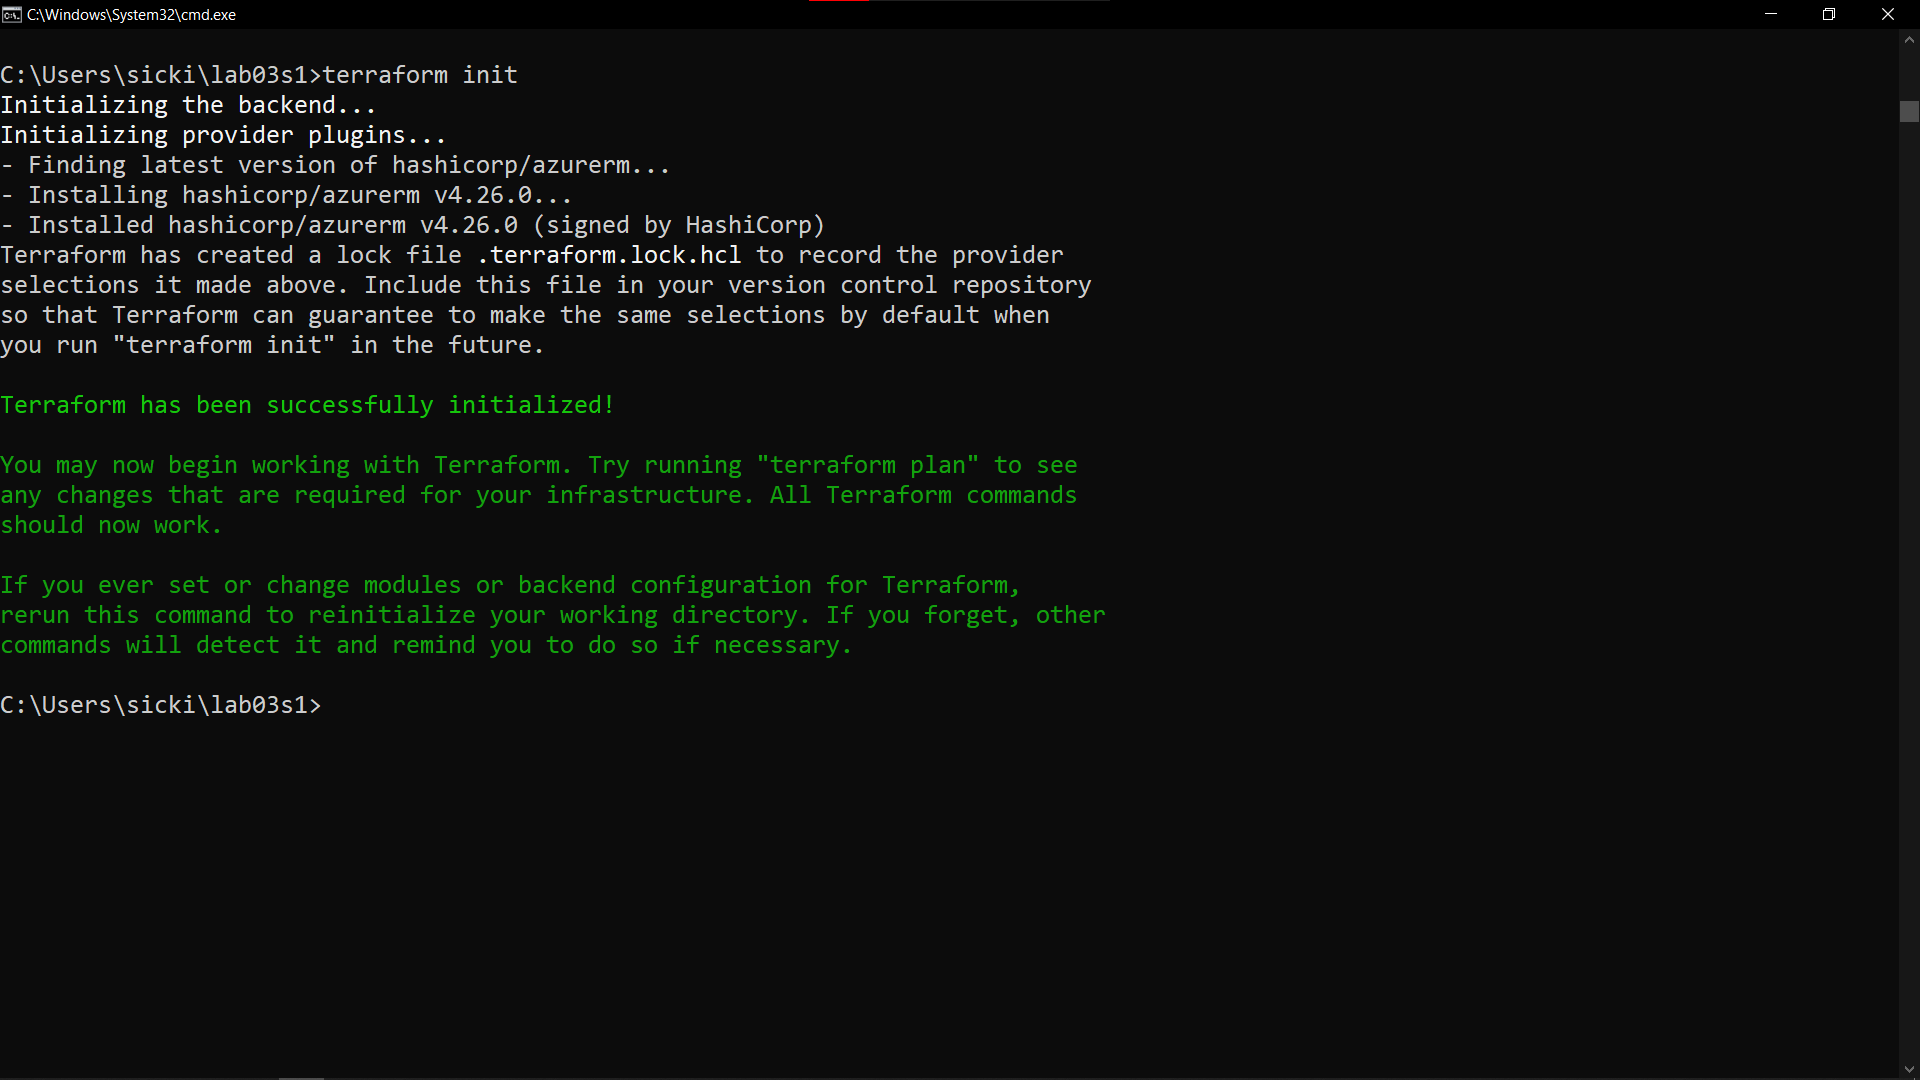 C:\Windows\System32\cmd.exe
C:\Users\sicki\lab03s1>terraform init
Initializing the backend...
Initializing provider plugins...
- Finding latest version of hashicorp/azurerm...
- Installing hashicorp/azurerm v4.26.0...
- Installed hashicorp/azurerm v4.26.0 (signed by HashiCorp)
Terraform has created a lock file .terraform.lock.hcl to record the provider
selections it made above. Include this file in your version control repository
so that Terraform can guarantee to make the same selections by default when
you run "terraform init" in the future.
Terraform has been successfully initialized!
You may now begin working with Terraform. Try running "terraform plan" to see
any changes that are required for your infrastructure. All Terraform commands
should now work.
If you ever set or change modules or backend configuration for Terraform,
rerun this command to reinitialize your working directory. If you forget, other
commands will detect it and remind you to do so if necessary.
C:\Users\sicki\lab03s1>